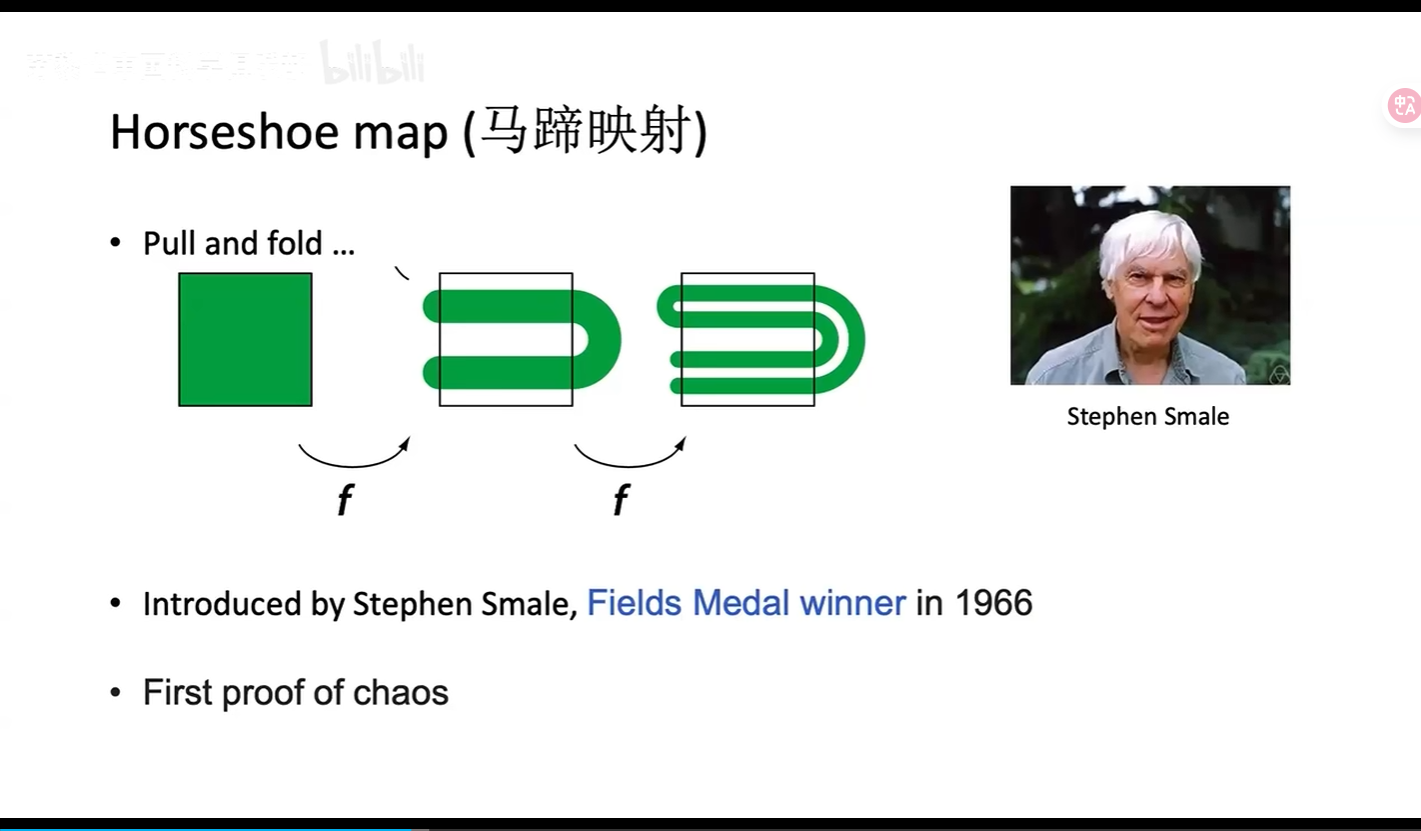 bilibili
Horseshoe map (马蹄映射)
• Pull and fold ...
f
f
Stephen Smale
• Introduced by Stephen Smale, Fields Medal winner in 1966
• First proof of chaos